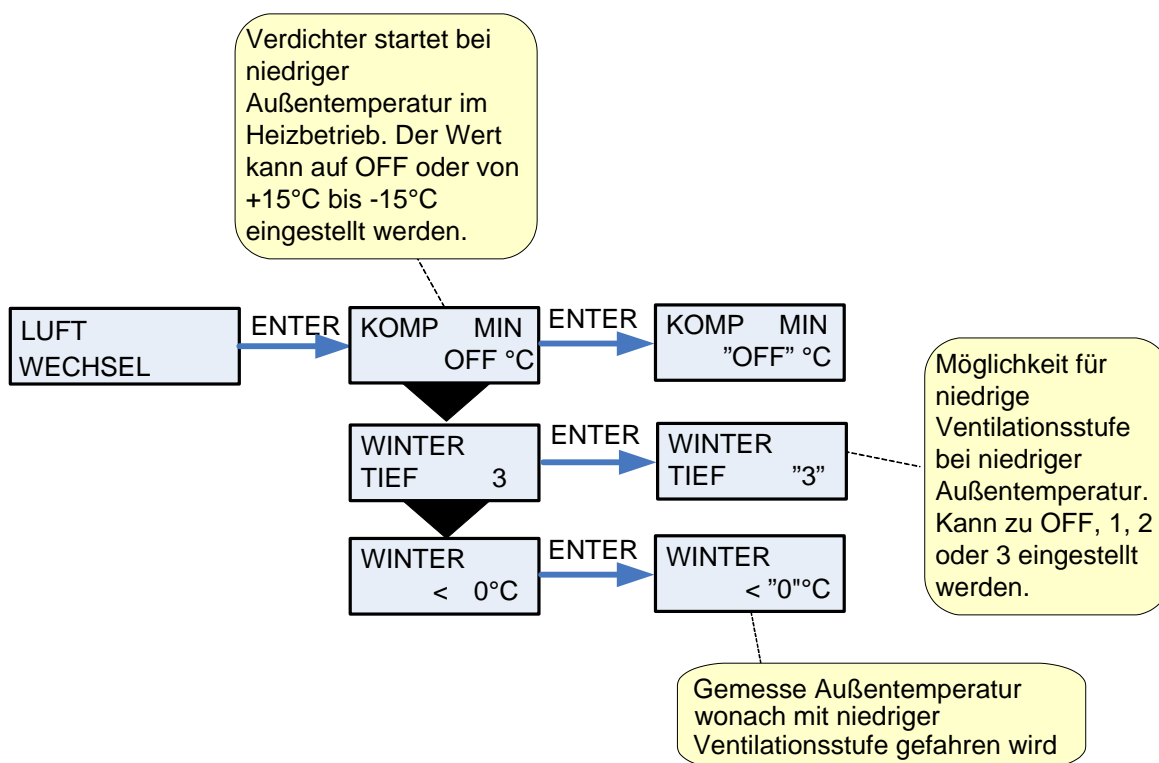 Verdichter startet bei
niedriger
Außentemperatur im
Heizbetrieb. Der Wert
kann auf OFF oder von
+15°C bis -15°C
eingestellt werden.
LUFT
WECHSEL
ENTER
KOMP MIN
OFF °C
ENTER
KOMP MIN
”OFF” °C
WINTER
TIEF 3
ENTER
WINTER
TIEF ”3”
Möglichkeit für
niedrige
Ventilationsstufe
bei niedriger
Außentemperatur.
Kann zu OFF, 1, 2
oder 3 eingestellt
werden.
WINTER
< 0°C
ENTER
WINTER
< ”0"°C
Gemesse Außentemperatur
wonach mit niedriger
Ventilationsstufe gefahren wird